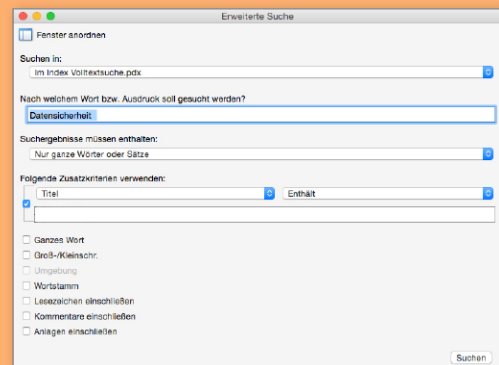 Erweiterte Suche
Fenster anordnen
Suchen in:
Im Index Volltextsuche.pdx
Nach welchem Wort bzw. Ausdruck soll gesucht werden?
Datensicherheit
Suchergebnisse müssen enthalten:
Nur ganze Wörter oder Sätze
Folgende Zusatzkriterien verwenden:
Titel Enthält
Ganzes Wort
Groß-/Kleinschr.
Umgebung
Wortstamm
Lesezeichen einschließen
Kommentare einschließen
Anlagen einschließen
Suchen